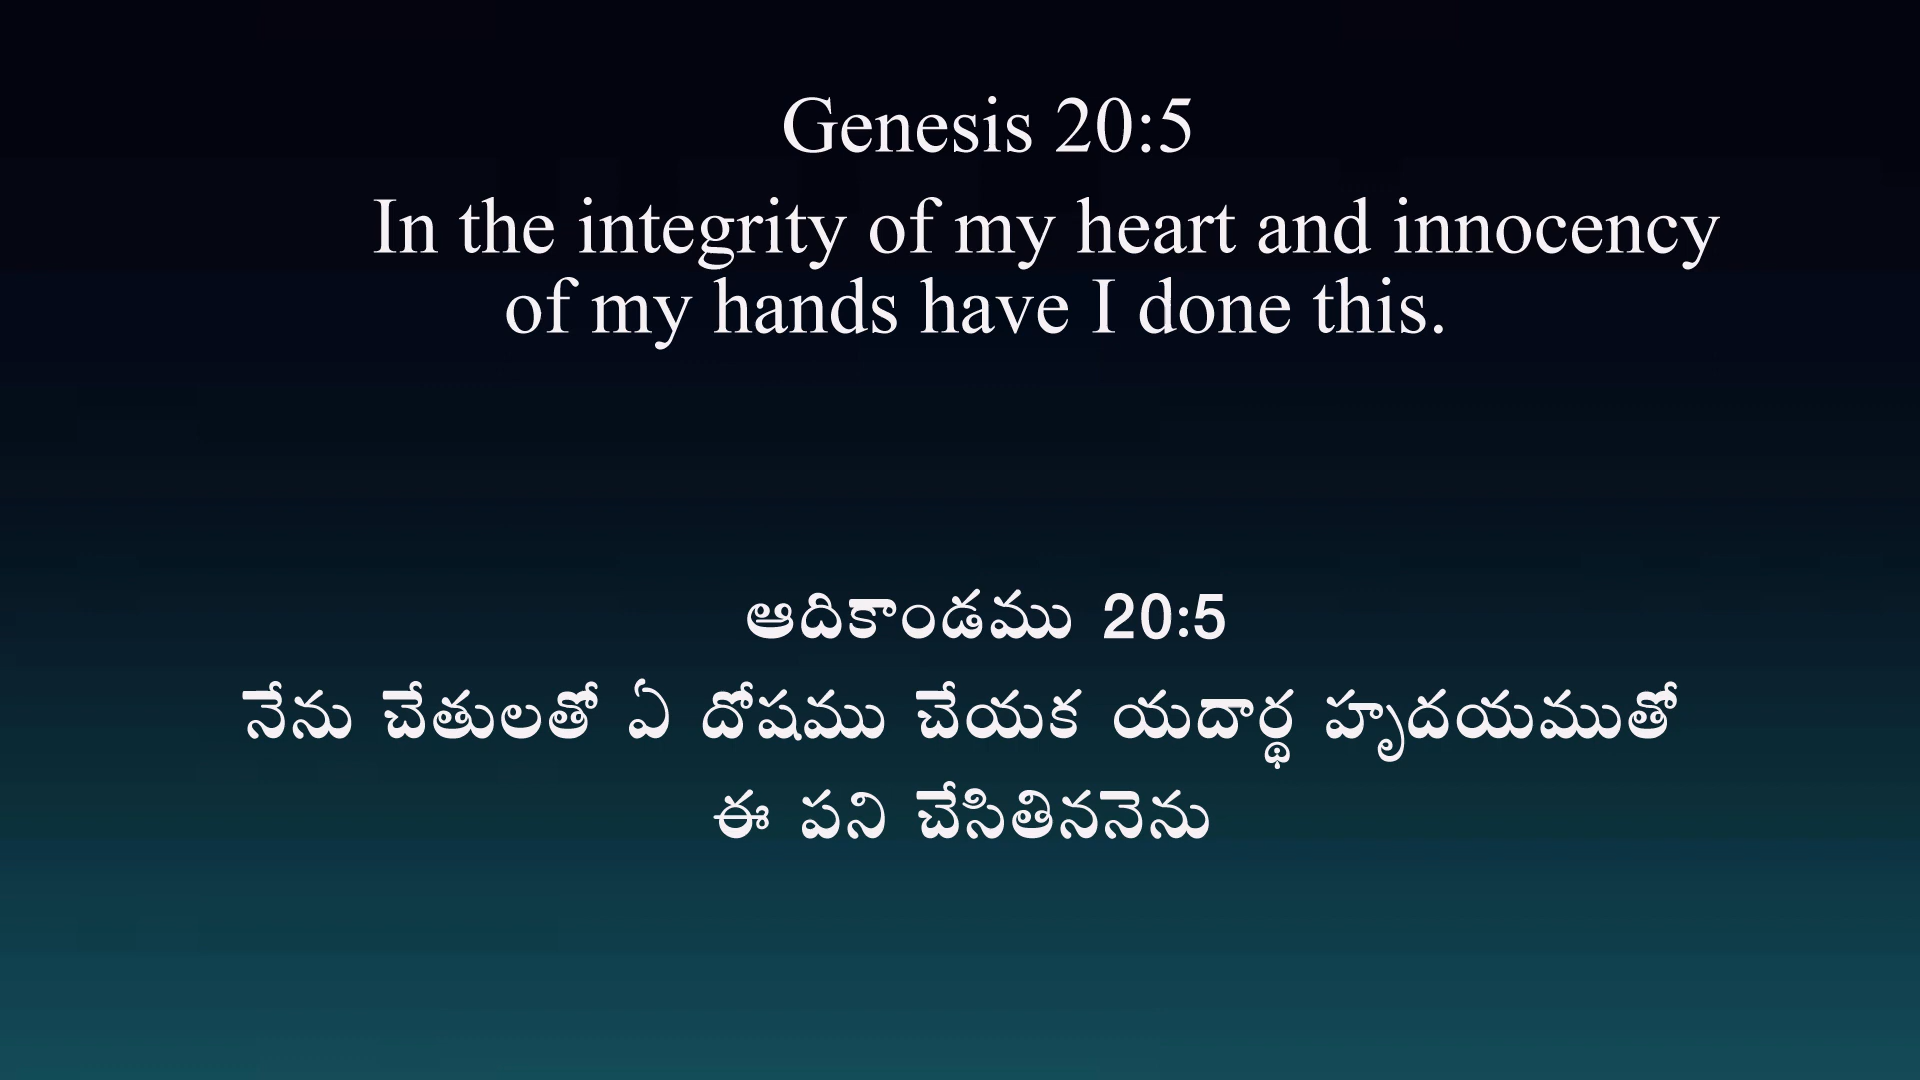 Genesis 20:5
In the integrity of my heart and innocency
of my hands have I done this.
ఆదికాండము 20:5
నేను చేతులతో ఏ దోషము చేయక యదార్థ హృదయముతో
ఈ పని చేసితిననెను